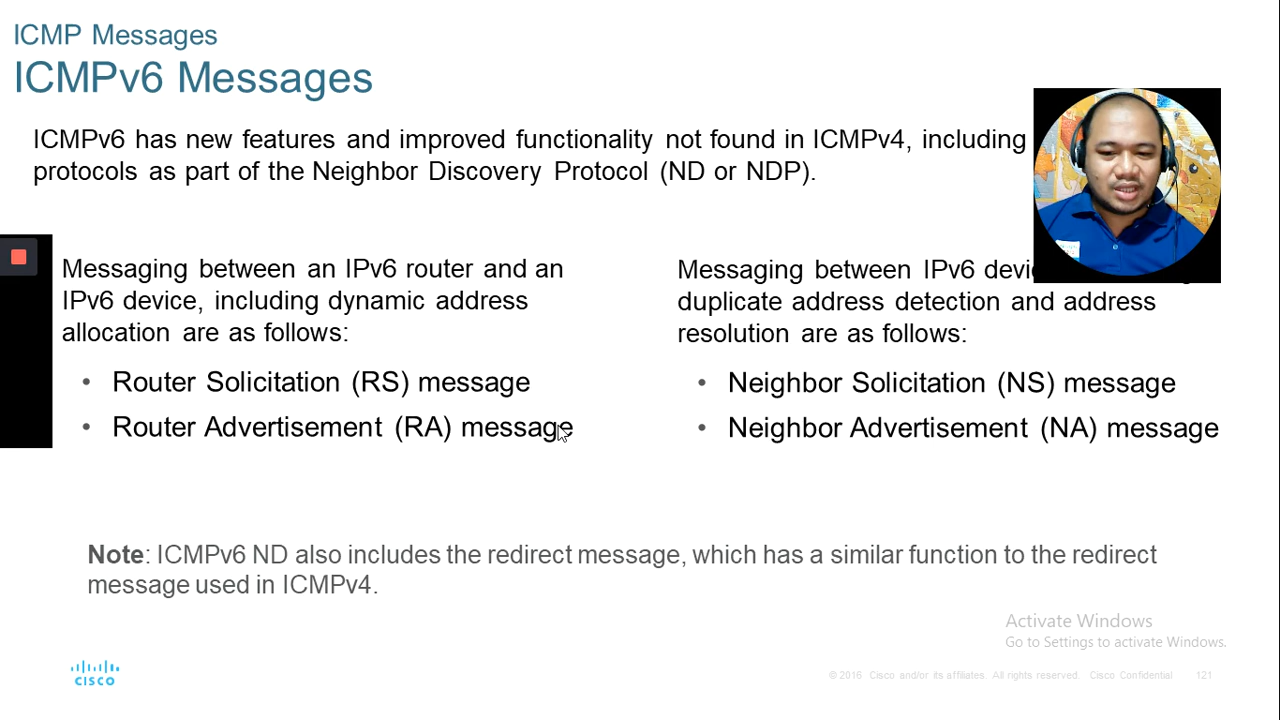 ICMP Messages
ICMPv6 Messages
ICMPv6 has new features and improved functionality not found in ICMPv4, including
protocols as part of the Neighbor Discovery Protocol (ND or NDP).
Messaging between an IPv6 router and an
IPv6 device, including dynamic address
allocation are as follows:
• Router Solicitation (RS) message
• Router Advertisement (RA) message
Messaging between IPv6
duplicate address detection and address
resolution are as follows:
• Neighbor Solicitation (NS) message
• Neighbor Advertisement (NA) message
Note: ICMPv6 ND also includes the redirect message, which has a similar function to the redirect
message used in ICMPv4.
Activate Windows
Go to Settings to activate Windows.
CISCO
© 2016 Cisco and/or its affiliates. All rights reserved. Cisco Confidential 121